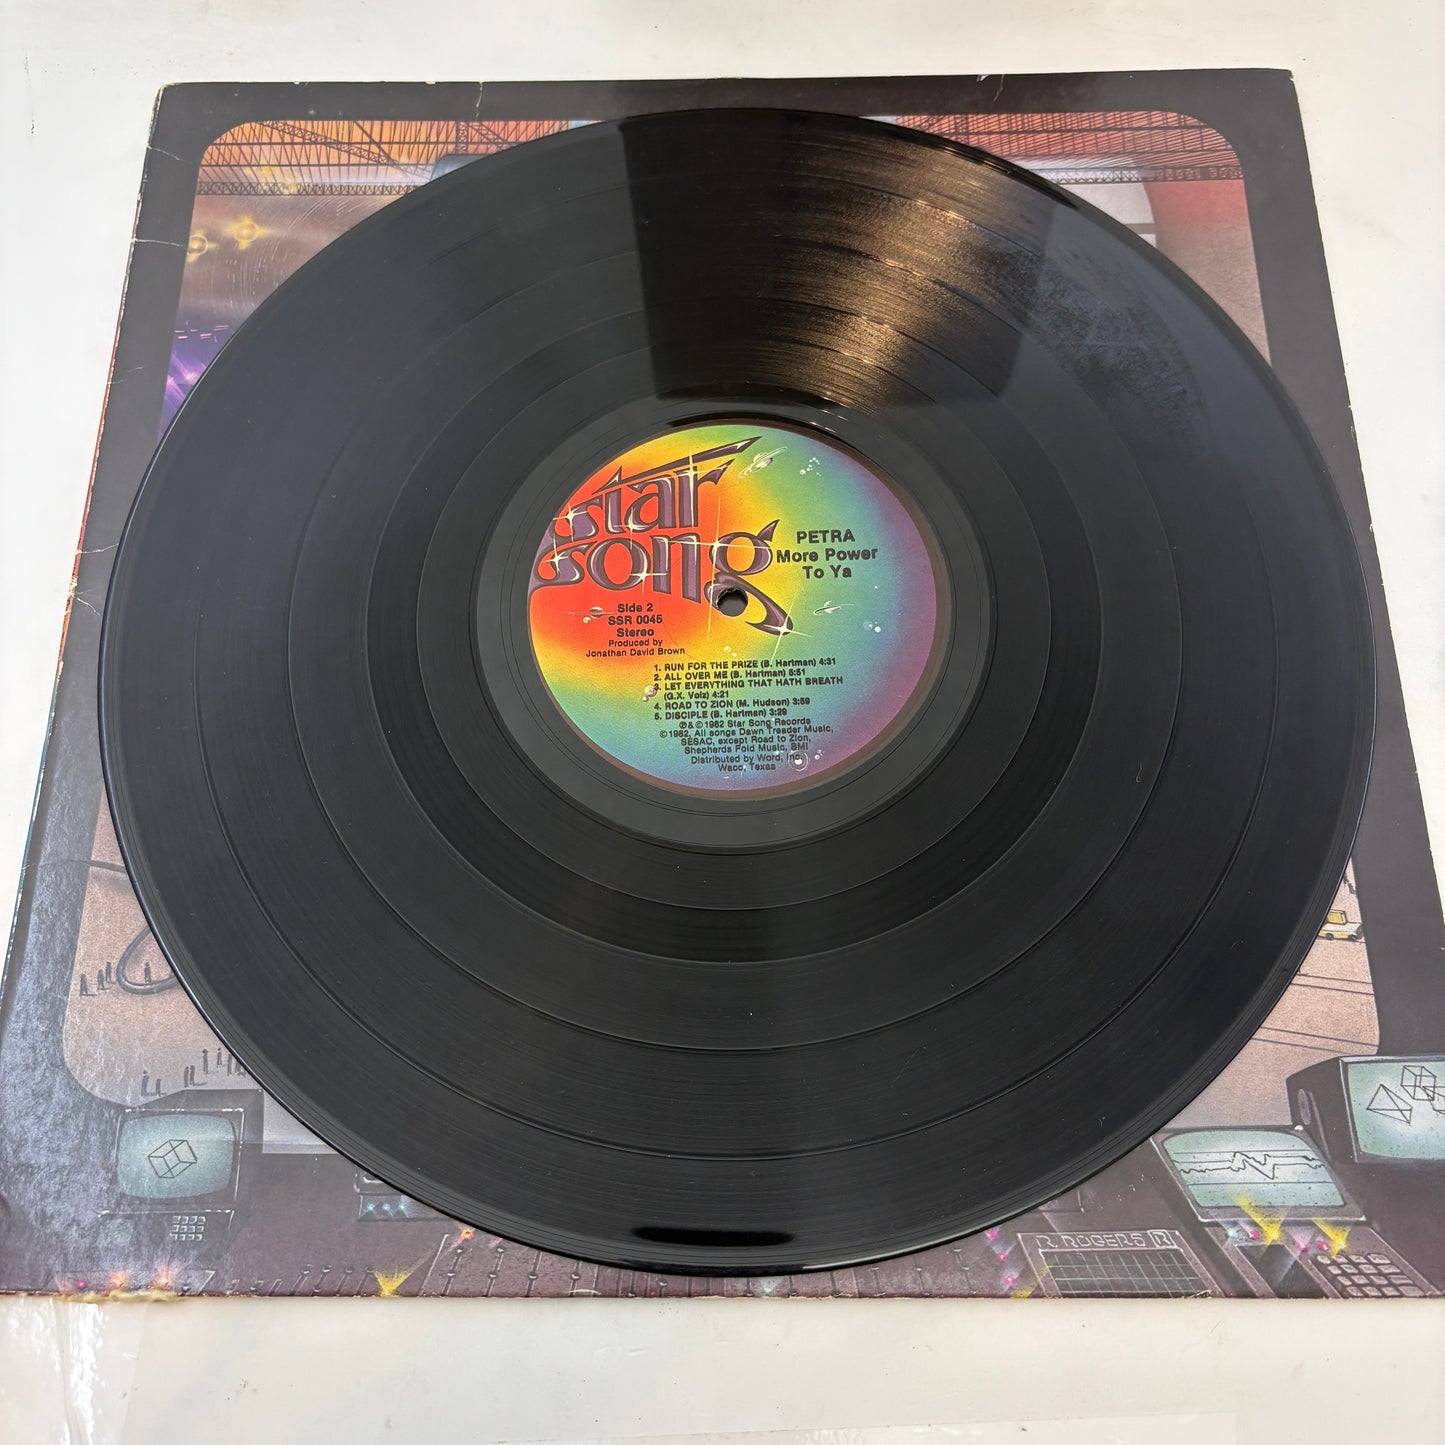 star
song
PETRA
More Power
To Ya
Side 2
SSR 0045
Stereo
Produced by
Jonathan David Brown
1. RUN FOR THE PRIZE (B. Hartman) 4:31
2. ALL OVER ME (B. Hartman) 5:51
3. LET EVERYTHING THAT HATH BREATH
(G.X. Volz) 4:21
4. ROAD TO ZION (M. Hudson) 3:59
5. DISCIPLE (B. Hartman) 3:29
℗ & © 1982 Star Song Records
© 1982, All songs Dawn Treader Music,
SESAC, except Road to Zion,
Shepherds Fold Music, BMI
Distributed by Word, Inc.
Waco, Texas
R. ROGERS R